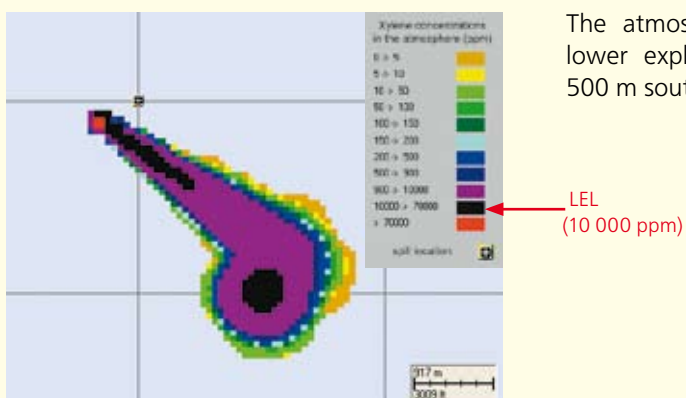 Xylene concentrations
in the atmosphere (ppm)
0 > 5
5 > 10
10 > 50
50 > 100
100 > 150
150 > 200
200 > 500
500 > 900
900 > 10000
10000 > 70000
> 70000
spill location
917 m
3009 ft
The atmos
lower expl
500 m sout
LEL
(10 000 ppm)